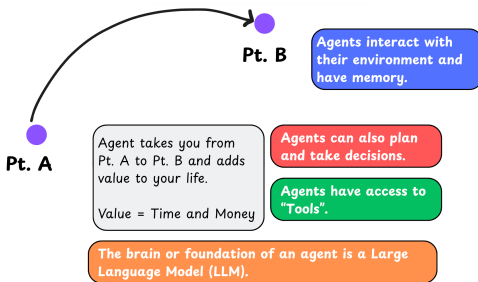 Pt. B
Agents interact with
their environment and
have memory.
Pt. A
Agent takes you from
Pt. A to Pt. B and adds
value to your life.
Value = Time and Money
Agents can also plan
and take decisions.
Agents have access to
“Tools”.
The brain or foundation of an agent is a Large
Language Model (LLM).